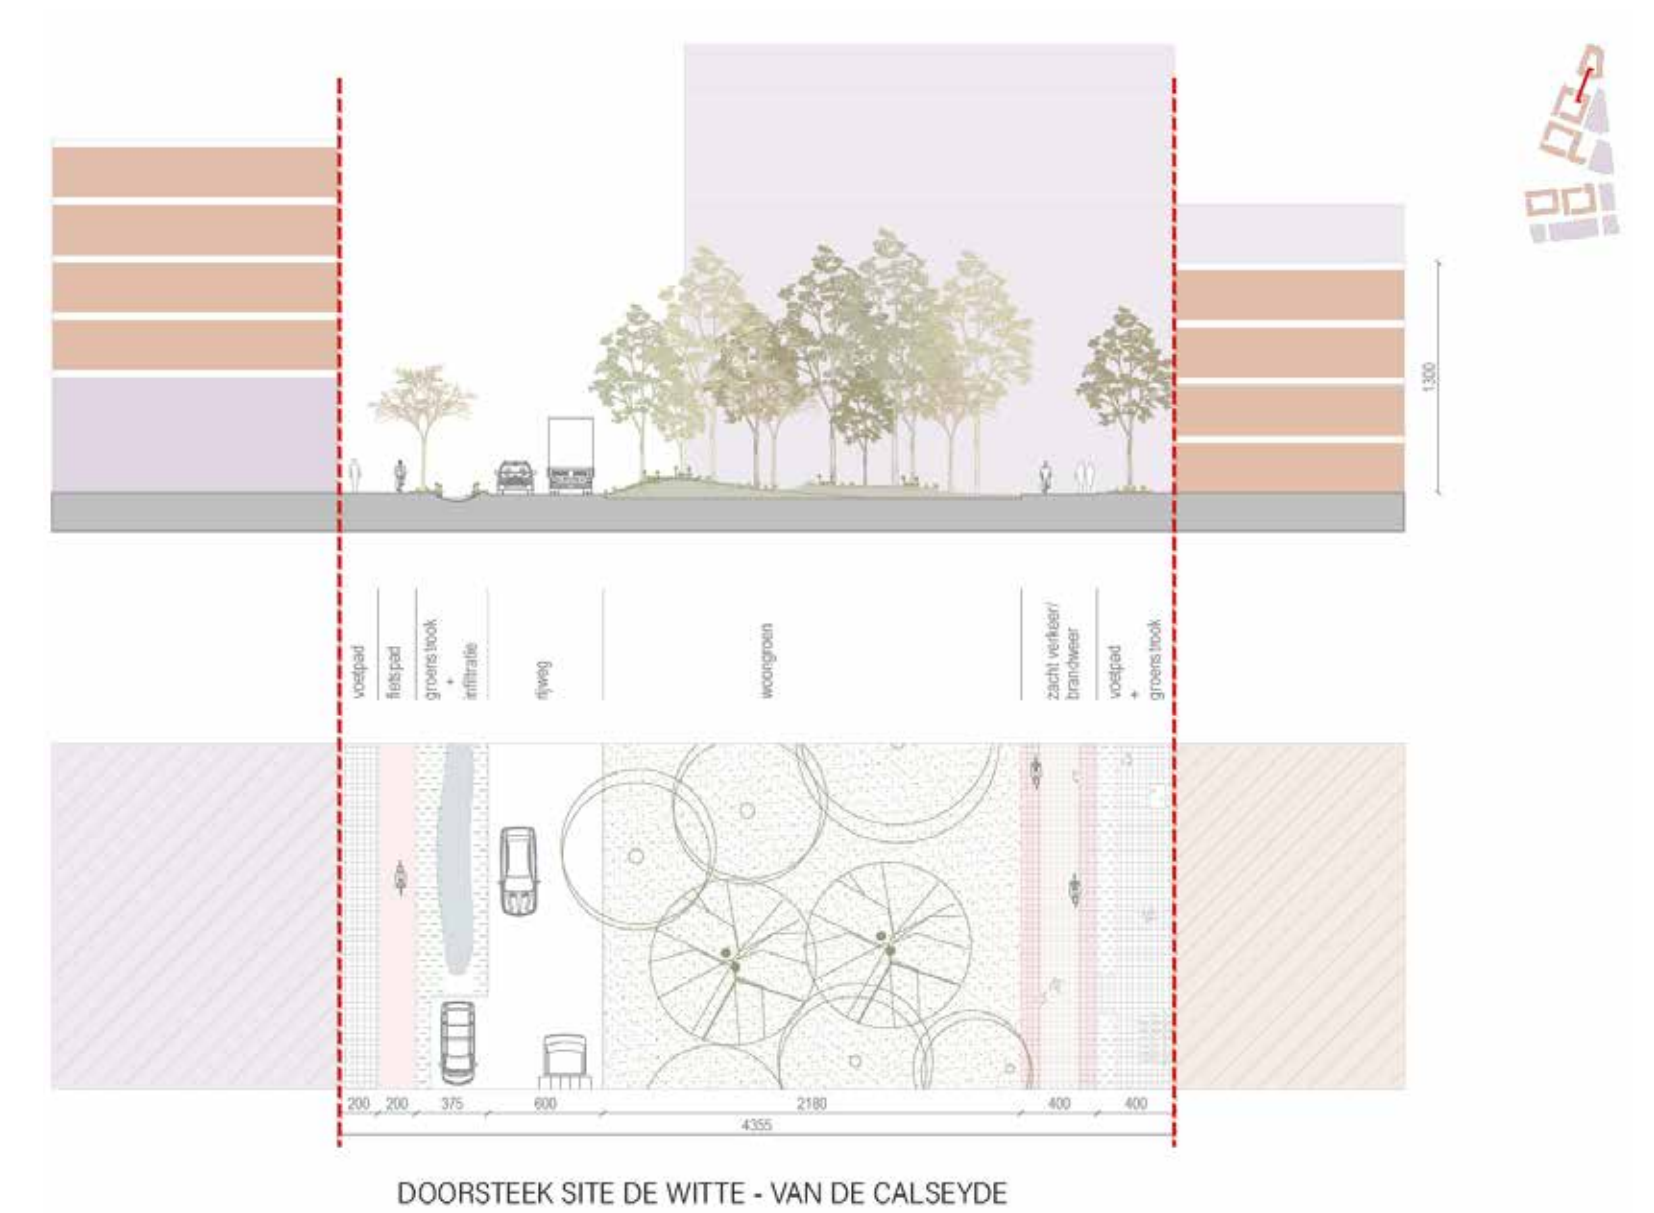 1300
voetpad
fietspad
groenstrook
+
infiltratie
rijweg
woongroen
zacht verkeer/
brandweer
voetpad
+
groenstrook
200 200 375 600 2180 400 400
4355
DOORSTEEK SITE DE WITTE - VAN DE CALSEYDE